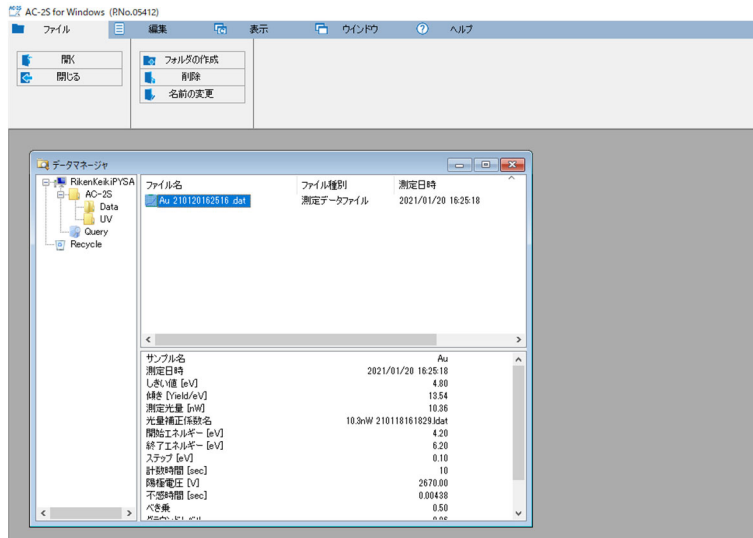 AC-2S for Windows (P.No.05412)
ファイル 編集 表示 ウインドウ ヘルプ
開く
閉じる
フォルダの作成
削除
名前の変更
データマネージャ
RikenKeikiPYSA
AC-2S
Data
UV
Query
Recycle
ファイル名 ファイル種別 測定日時
Au 210120162516 .dat 測定データファイル 2021/01/20 16:25:18
サンプル名 Au
測定日時 2021/01/20 16:25:18
しきい値 [eV] 4.80
傾き [Yield/eV] 13.54
測定光量 [nW] 10.36
光量補正係数名 10.3nW 210118161829.ldat
開始エネルギー [eV] 4.20
終了エネルギー [eV] 6.20
ステップ [eV] 0.10
計数時間 [sec] 10
陽極電圧 [V] 2670.00
不感時間 [sec] 0.00438
べき乗 0.50